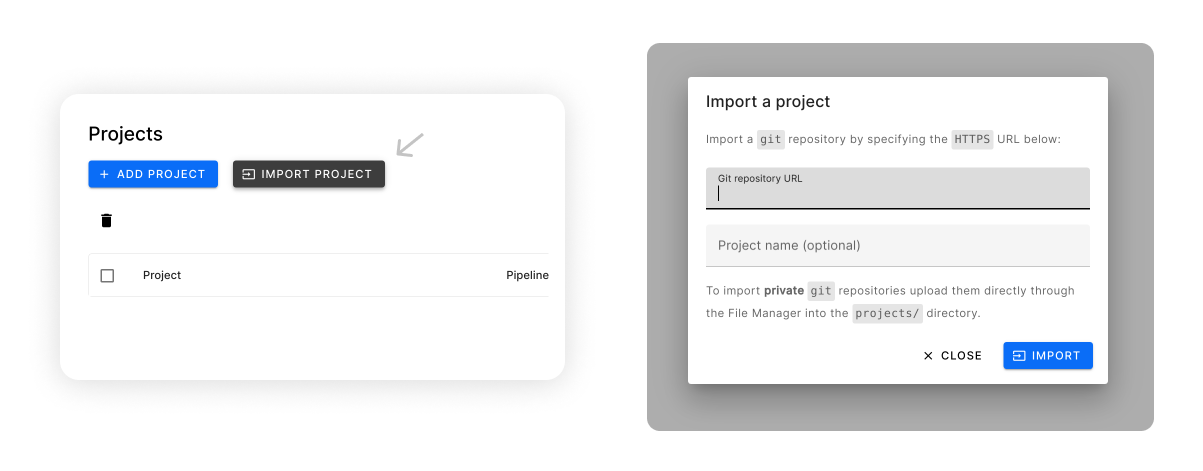 Projects
+ ADD PROJECT
IMPORT PROJECT
Project
Pipeline
Import a project
Import a git repository by specifying the HTTPS URL below:
Git repository URL
Project name (optional)
To import private git repositories upload them directly through
the File Manager into the projects/ directory.
CLOSE
IMPORT